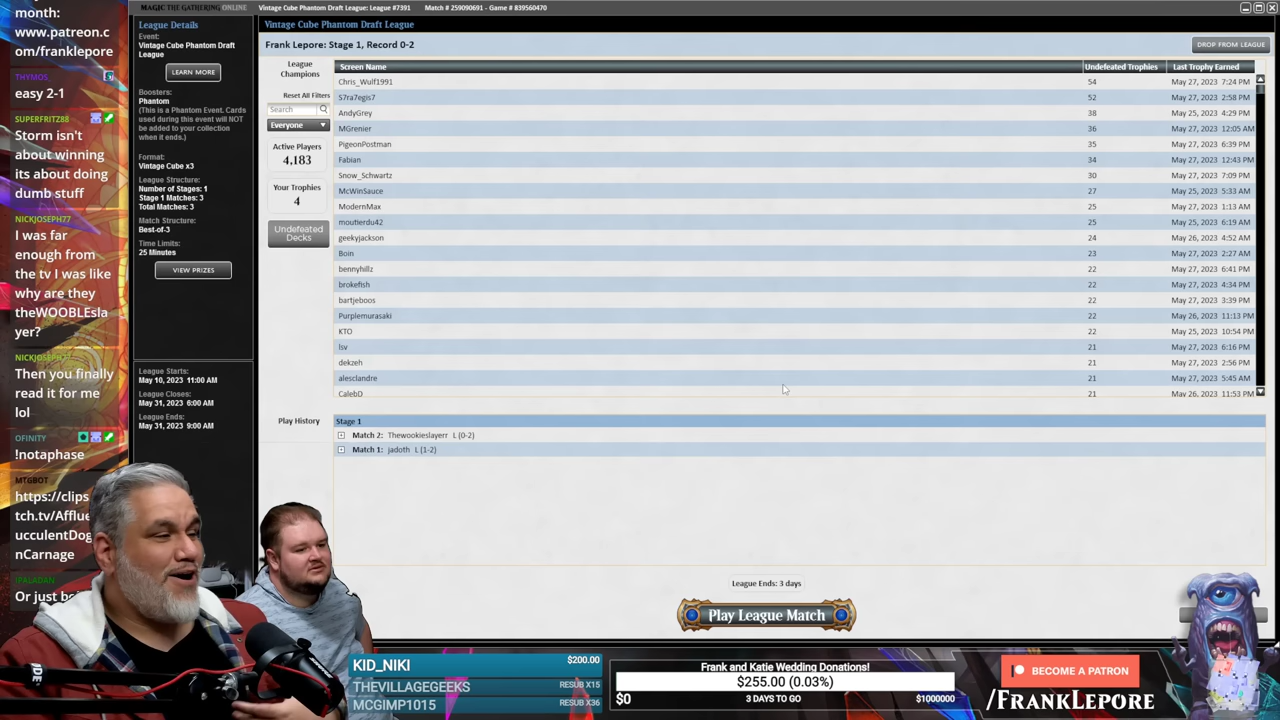 MAGIC THE GATHERING ONLINE Vintage Cube Phantom Draft League: League #7391 Match # 259090691 - Game # 839560470
month:
www.patreon.c
om/franklepore
THYMOS_
easy 2-1
SUPERFRITZ88
Storm isn't
about winning
its about doing
dumb stuff
NICKJOSEPH77
I was far
enough from
the tv I was like
why are they
theWOOBLEsla
yer?
NICKJOSEPH77
Then you finally
read it for me
lol
OFINITY
!notaphase
MTGBOT
https://clips
tch.tv/Afflue
ucculentDog
nCarnage
IPALADAN
Or just b
League Details
Event:
Vintage Cube Phantom Draft
League
LEARN MORE
Boosters:
Phantom
(This is a Phantom Event. Cards
used during this event will NOT
be added to your collection
when it ends.)
Format:
Vintage Cube x3
League Structure:
Number of Stages: 1
Stage 1 Matches: 3
Total Matches: 3
Match Structure:
Best-of-3
Time Limits:
25 Minutes
VIEW PRIZES
League Starts:
May 10, 2023 11:00 AM
League Closes:
May 31, 2023 6:00 AM
League Ends:
May 31, 2023 9:00 AM
Vintage Cube Phantom Draft League
Frank Lepore: Stage 1, Record 0-2
DROP FROM LEAGUE
League
Champions
Reset All Filters
Search
Everyone
Active Players
4,183
Your Trophies
4
Undefeated
Decks
Screen Name Undefeated Trophies Last Trophy Earned
Chris_Wulf1991 54 May 27, 2023 7:24 PM
S7ra7egis7 52 May 27, 2023 2:58 PM
AndyGrey 38 May 25, 2023 4:29 PM
MGrenier 36 May 27, 2023 12:05 AM
PigeonPostman 35 May 27, 2023 6:39 PM
Fabian 34 May 27, 2023 12:43 PM
Snow_Schwartz 30 May 27, 2023 7:09 PM
McWinSauce 27 May 25, 2023 5:33 AM
ModernMax 25 May 27, 2023 1:13 AM
moutierdu42 25 May 25, 2023 6:19 AM
geekyjackson 24 May 26, 2023 4:52 AM
Boin 23 May 27, 2023 2:27 AM
bennyhillz 22 May 27, 2023 6:41 PM
brokefish 22 May 27, 2023 4:34 PM
bartjeboos 22 May 27, 2023 3:39 PM
Purplemurasaki 22 May 26, 2023 11:13 PM
KTO 22 May 25, 2023 10:54 PM
lsv 21 May 27, 2023 6:16 PM
dekzeh 21 May 27, 2023 2:56 PM
alesclandre 21 May 27, 2023 5:45 AM
CalebD 21 May 26, 2023 11:53 PM
Play History
Stage 1
Match 2: Thewookieslayerr L (0-2)
Match 1: jadoth L (1-2)
League Ends: 3 days
Play League Match
KID_NIKI $200.00
THEVILLAGEGEEKS RESUB X15
MCGIMP1015 RESUB X36
Frank and Katie Wedding Donations!
$255.00 (0.03%)
$0 3 DAYS TO GO $1000000
BECOME A PATRON
/FRANKLEPORE